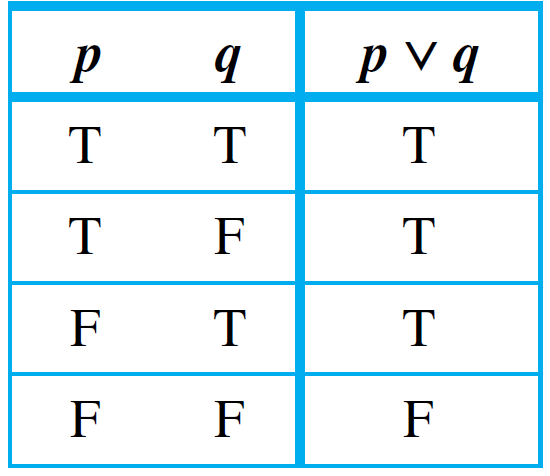 p q p ∨ q
T T T
T F T
F T T
F F F